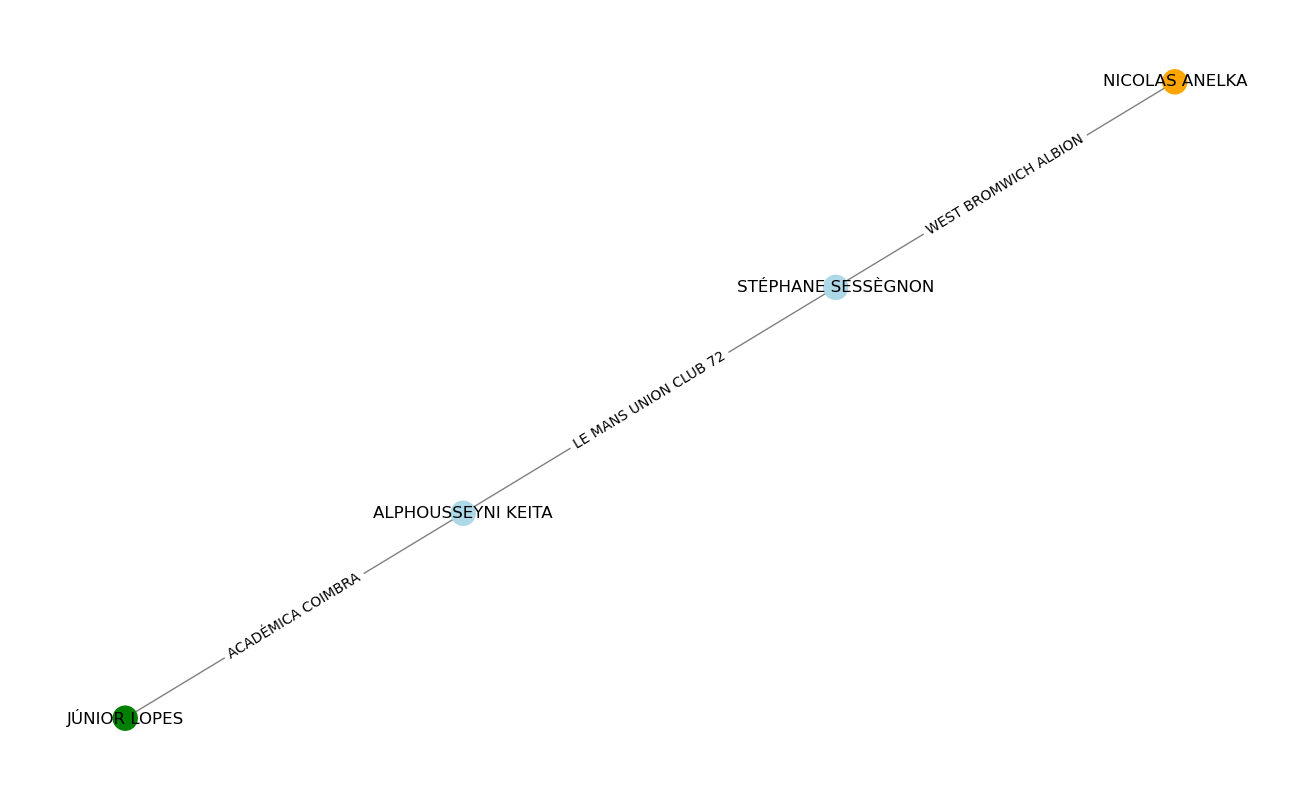 NICOLAS ANELKA
WEST BROMWICH ALBION
STÉPHANE SESSÈGNON
LE MANS UNION CLUB 72
ALPHOUSSEYNI KEITA
ACADÉMICA COIMBRA
JÚNIOR LOPES